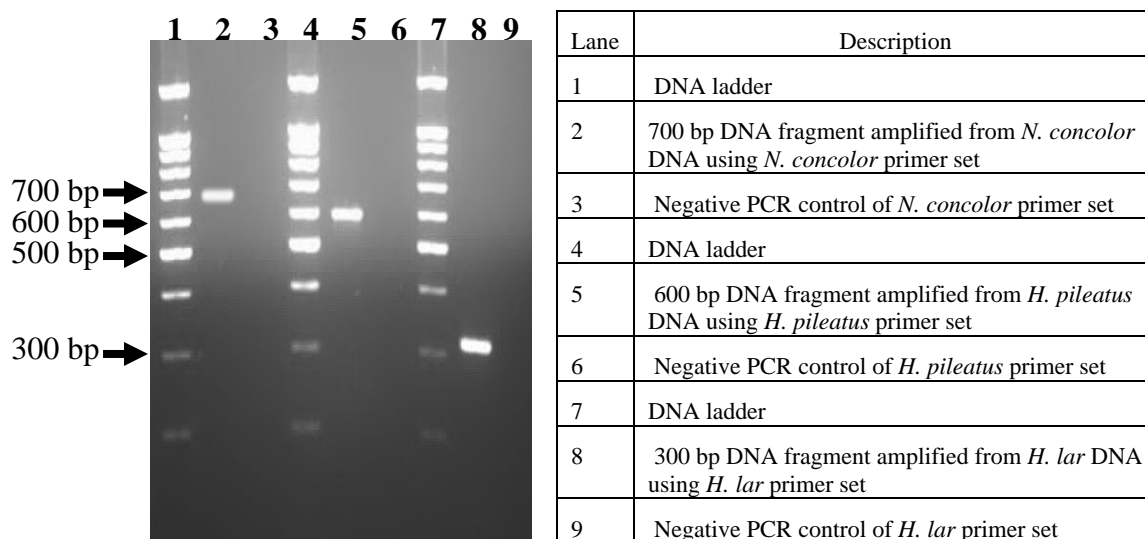 1 2 3 4 5 6 7 8 9
700 bp
600 bp
500 bp
300 bp
Lane Description
1 DNA ladder
2 700 bp DNA fragment amplified from N. concolor
DNA using N. concolor primer set
3 Negative PCR control of N. concolor primer set
4 DNA ladder
5 600 bp DNA fragment amplified from H. pileatus
DNA using H. pileatus primer set
6 Negative PCR control of H. pileatus primer set
7 DNA ladder
8 300 bp DNA fragment amplified from H. lar DNA
using H. lar primer set
9 Negative PCR control of H. lar primer set